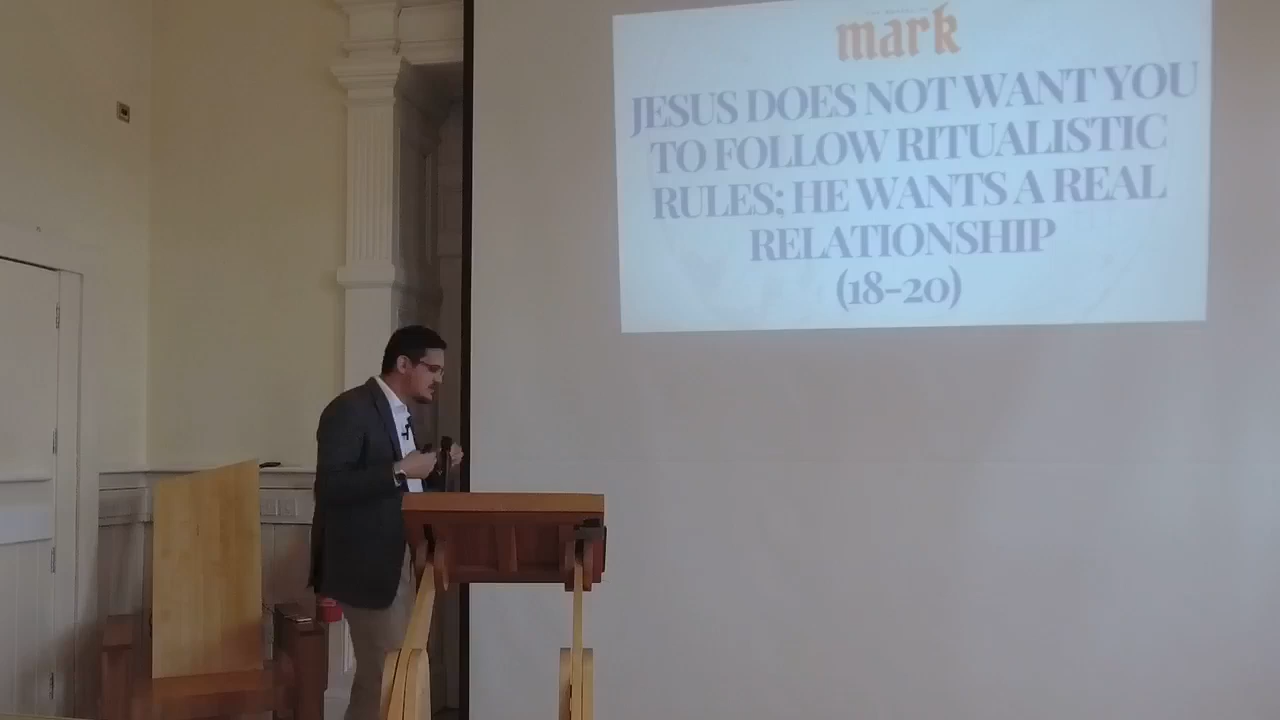 mark
JESUS DOES NOT WANT YOU
TO FOLLOW RITUALISTIC
RULES; HE WANTS A REAL
RELATIONSHIP
(18-20)